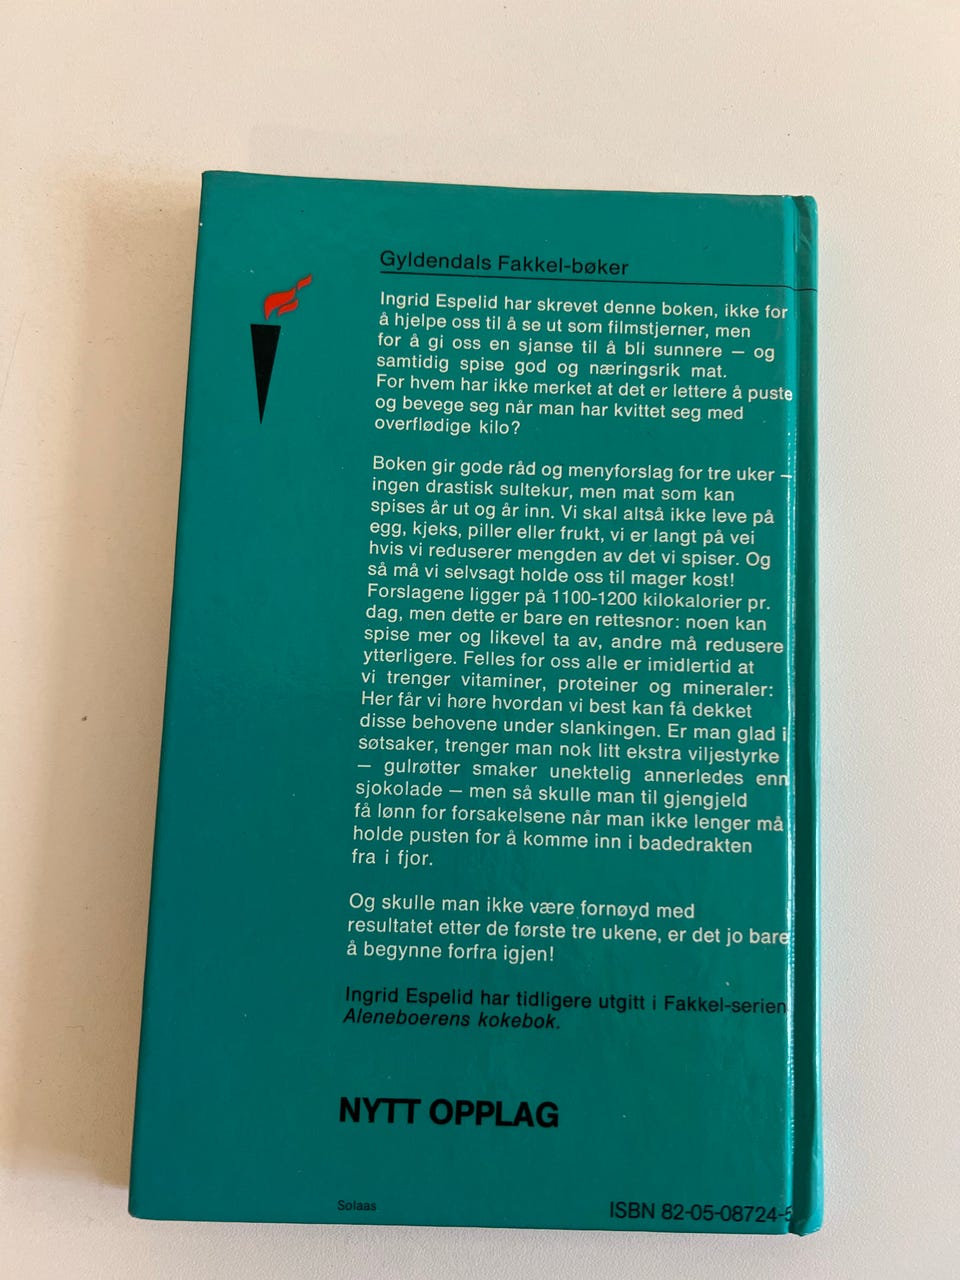 Gyldendals Fakkel-bøker
Ingrid Espelid har skrevet denne boken, ikke for
å hjelpe oss til å se ut som filmstjerner, men
for å gi oss en sjanse til å bli sunnere — og
samtidig spise god og næringsrik mat.
For hvem har ikke merket at det er lettere å puste
og bevege seg når man har kvittet seg med
overflødige kilo?
Boken gir gode råd og menyforslag for tre uker —
ingen drastisk sultekur, men mat som kan
spises år ut og år inn. Vi skal altså ikke leve på
egg, kjeks, piller eller frukt, vi er langt på vei
hvis vi reduserer mengden av det vi spiser. Og
så må vi selvsagt holde oss til mager kost!
Forslagene ligger på 1100-1200 kilokalorier pr.
dag, men dette er bare en rettesnor: noen kan
spise mer og likevel ta av, andre må redusere
ytterligere. Felles for oss alle er imidlertid at
vi trenger vitaminer, proteiner og mineraler:
Her får vi høre hvordan vi best kan få dekket
disse behovene under slankingen. Er man glad i
søtsaker, trenger man nok litt ekstra viljestyrke
— gulrøtter smaker unektelig annerledes enn
sjokolade — men så skulle man til gjengjeld
få lønn for forsakelsene når man ikke lenger må
holde pusten for å komme inn i badedrakten
fra i fjor.
Og skulle man ikke være fornøyd med
resultatet etter de første tre ukene, er det jo bare
å begynne forfra igjen!
Ingrid Espelid har tidligere utgitt i Fakkel-serien
Aleneboerens kokebok.
NYTT OPPLAG
Solaas
ISBN 82-05-08724-5